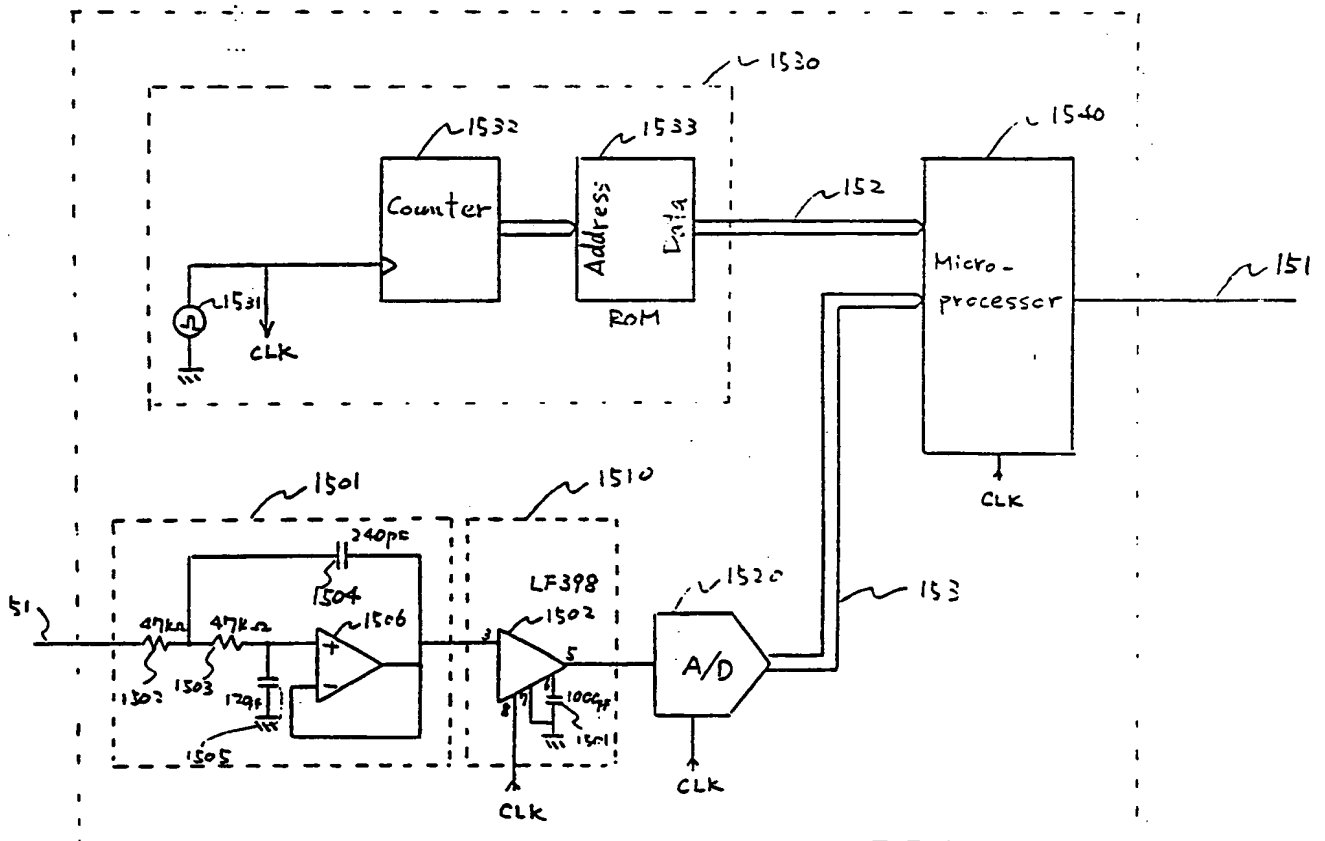 1530
1532
1533
1540
Counter
Address
Data
152
Micro-
processor
151
1531
CLK
ROM
CLK
1501
1510
240pF
1504
LF398
1520
153
51
47kΩ
47kΩ
1506
1502
3
5
A/D
+
-
1502
1503
120pF
1505
8
7
6
1000pF
1501
CLK
CLK